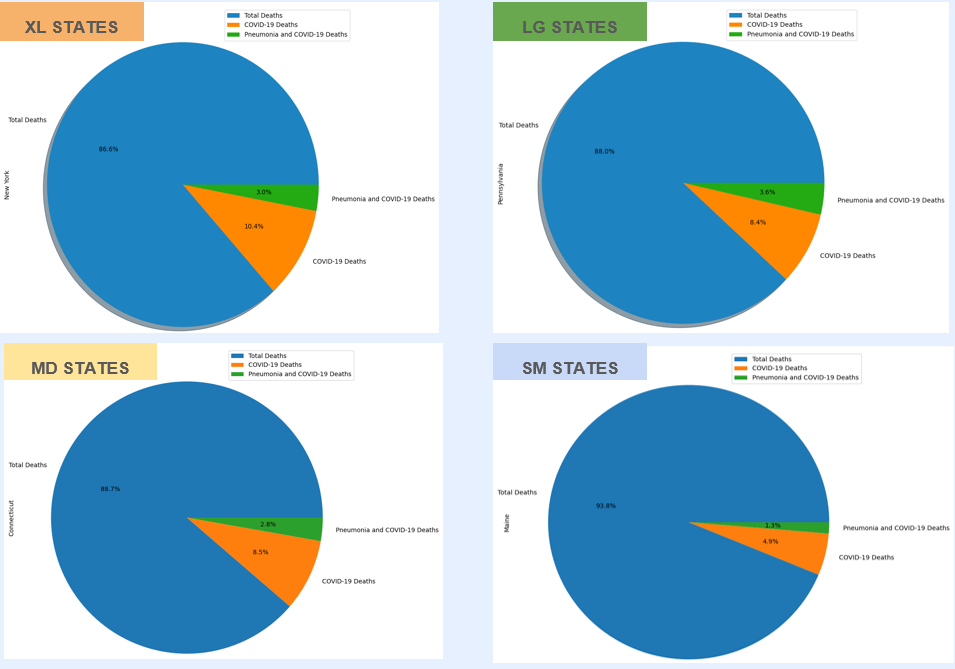 XL STATES
Total Deaths
COVID-19 Deaths
Pneumonia and COVID-19 Deaths
Total Deaths
86.6%
New York
3.0%
Pneumonia and COVID-19 Deaths
10.4%
COVID-19 Deaths
LG STATES
Total Deaths
COVID-19 Deaths
Pneumonia and COVID-19 Deaths
Total Deaths
88.0%
Pennsylvania
3.6%
Pneumonia and COVID-19 Deaths
8.4%
COVID-19 Deaths
MD STATES
Total Deaths
COVID-19 Deaths
Pneumonia and COVID-19 Deaths
Total Deaths
88.7%
Connecticut
2.8%
Pneumonia and COVID-19 Deaths
8.5%
COVID-19 Deaths
SM STATES
Total Deaths
COVID-19 Deaths
Pneumonia and COVID-19 Deaths
Total Deaths
93.8%
Maine
1.3%
Pneumonia and COVID-19 Deaths
4.9%
COVID-19 Deaths